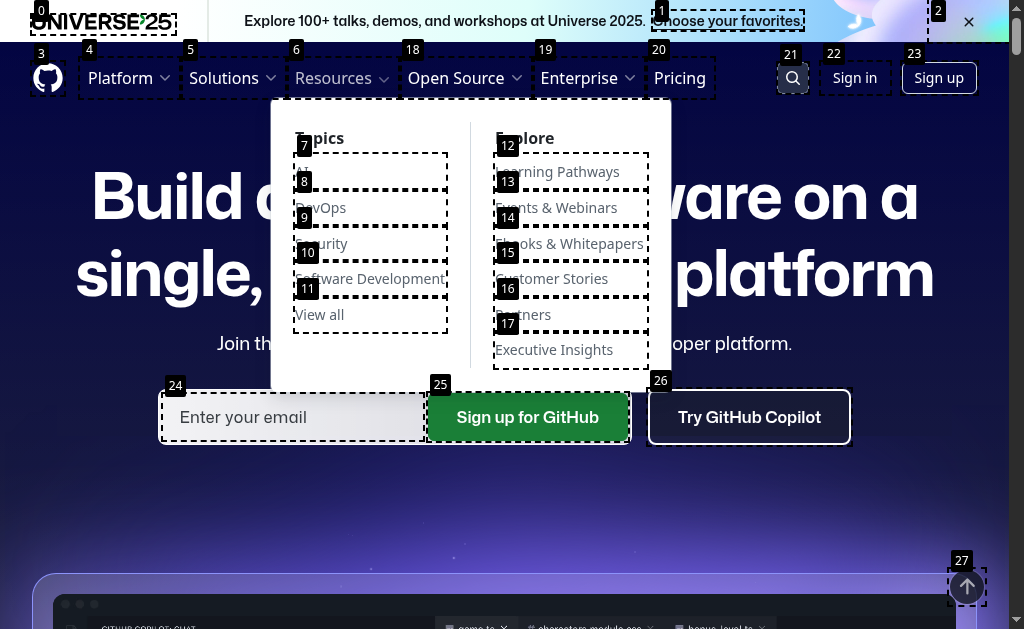 UNIVERSE'25
Explore 100+ talks, demos, and workshops at Universe 2025. Choose your favorites.
Platform
Solutions
Resources
Open Source
Enterprise
Pricing
Sign in
Sign up
Topics
AI
DevOps
Security
Software Development
View all
Explore
Learning Pathways
Events & Webinars
Ebooks & Whitepapers
Customer Stories
Partners
Executive Insights
Build
ware on a
single,
platform
Join th
oper platform.
Enter your email
Sign up for GitHub
Try GitHub Copilot
GITHUB COPILOT: CHAT
game.ts
characters.module.css
bonus-level.ts
0
1
2
3
4
5
6
7
8
9
10
11
12
13
14
15
16
17
18
19
20
21
22
23
24
25
26
27